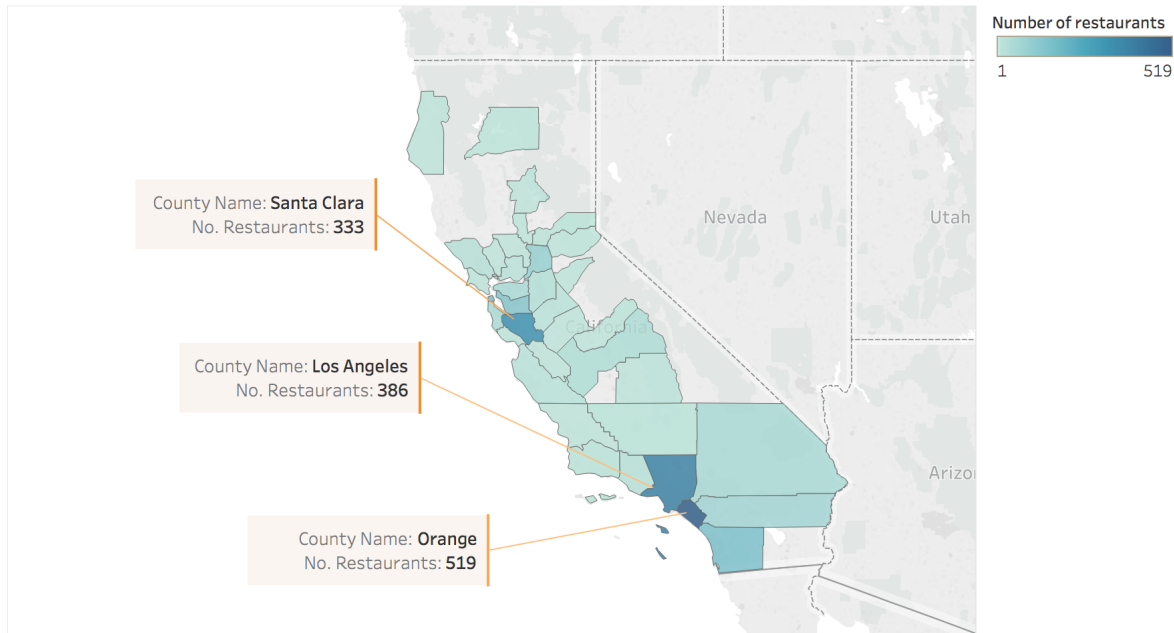 Number of restaurants
1 519
County Name: Santa Clara
No. Restaurants: 333
Nevada
Utah
California
County Name: Los Angeles
No. Restaurants: 386
Arizo
County Name: Orange
No. Restaurants: 519